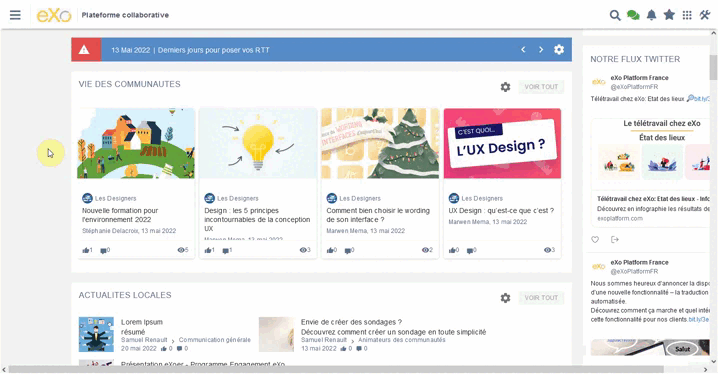 eXo
Plateforme collaborative
13 Mai 2022 | Derniers jours pour poser vos RTT
VIE DES COMMUNAUTES
VOIR TOUT
C'EST QUOI...
L'UX Design ?
Les Designers
Nouvelle formation pour l'environnement 2022
Stéphanie Delacroix, 13 mai 2022
1 0 5
Les Designers
Design : les 5 principes incontournables de la conception UX
Marwen Mema, 13 mai 2022
1 1 3
Les Designers
Comment bien choisir le wording de son interface ?
Marwen Mema, 13 mai 2022
0 0 2
Les Designers
UX Design : qu'est-ce que c'est ?
Marwen Mema, 13 mai 2022
0 0 3
ACTUALITES LOCALES
VOIR TOUT
Lorem Ipsum
résumé
Samuel Renault > Communication générale
20 mai 2022 0 0
Envie de créer des sondages ?
Découvrez comment créer un sondage en toute simplicité
Samuel Renault > Animateurs des communautés
13 mai 2022 0 0
Présentation eXoer - Programme Engagement eXo
NOTRE FLUX TWITTER
eXo Platform France
@eXoPlatformFR
Télétravail chez eXo: Etat des lieux
Le télétravail chez eXo
État des lieux
Télétravail chez eXo: Etat des lieux -
Découvrez en infographie les résultats de
exoplatform.com
eXo Platform France
@eXoPlatformFR
Nous sommes heureux d'annoncer la
d'une nouvelle fonctionnalité – la traduction
automatisée.
Découvrez comment ça marche et quel
cette fonctionnalité pour nos clients.
Salut